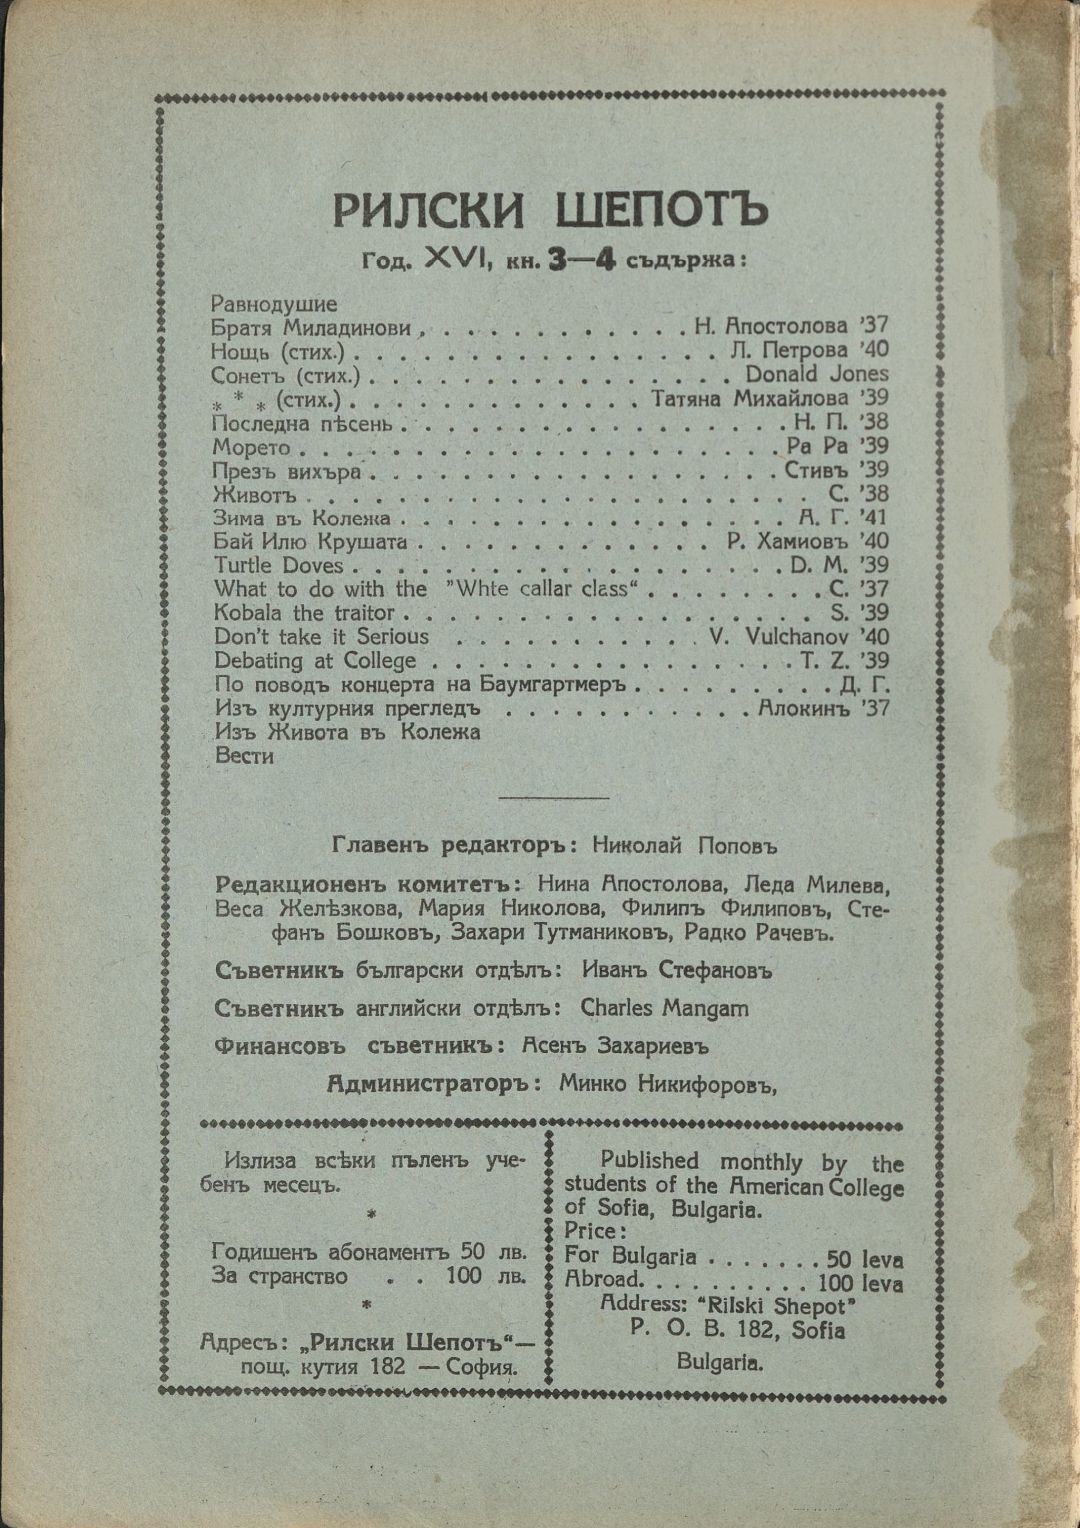 РИЛСКИ ШЕПОТЪ
Год. XVI, кн. 3—4 съдържа:
Равнодушие
Братя Миладинови . . . . . . . . . . . . Н. Апостолова '37
Нощь (стих.) . . . . . . . . . . . . . . . . Л. Петрова '40
Сонетъ (стих.) . . . . . . . . . . . . . . . . Donald Jones
* * * (стих.) . . . . . . . . . . . . . Татяна Михайлова '39
Последна пѣсень . . . . . . . . . . . . . . . . . Н. П. '38
Морето . . . . . . . . . . . . . . . . . . . . . Ра Ра '39
Презъ вихъра . . . . . . . . . . . . . . . . . . Стивъ '39
Животъ . . . . . . . . . . . . . . . . . . . . . . С. '38
Зима въ Колежа . . . . . . . . . . . . . . . . . А. Г. '41
Бай Илю Крушата . . . . . . . . . . . . . Р. Хамиовъ '40
Turtle Doves . . . . . . . . . . . . . . . . . . . D. M. '39
What to do with the "Whte callar class“ . . . . . . . . C. '37
Kobala the traitor . . . . . . . . . . . . . . . . . S. '39
Don't take it Serious . . . . . . . . . . . V. Vulchanov '40
Debating at College . . . . . . . . . . . . . . . . T. Z. '39
По поводъ концерта на Баумгартмеръ . . . . . . . . . Д. Г.
Изъ културния прегледъ . . . . . . . . . . . Алокинъ '37
Изъ Живота въ Колежа
Вести
Главенъ редакторъ: Николай Поповъ
Редакционенъ комитетъ: Нина Апостолова, Леда Милева,
Веса Желѣзкова, Мария Николова, Филипъ Филиповъ, Сте-
фанъ Бошковъ, Захари Тутманиковъ, Радко Рачевъ.
Съветникъ български отдѣлъ: Иванъ Стефановъ
Съветникъ английски отдѣлъ: Charles Mangam
Финансовъ съветникъ: Асенъ Захариевъ
Администраторъ: Минко Никифоровъ,
Излиза всѣки пъленъ уче-
бенъ месецъ.
*
Годишенъ абонаментъ 50 лв.
За странство . . 100 лв.
*
Адресъ: „Рилски Шепотъ“—
пощ. кутия 182 — София.
Published monthly by the
students of the American College
of Sofia, Bulgaria.
Price:
For Bulgaria . . . . . . . 50 leva
Abroad. . . . . . . . . . 100 leva
Address: “Rilski Shepot”
P. O. B. 182, Sofia
Bulgaria.